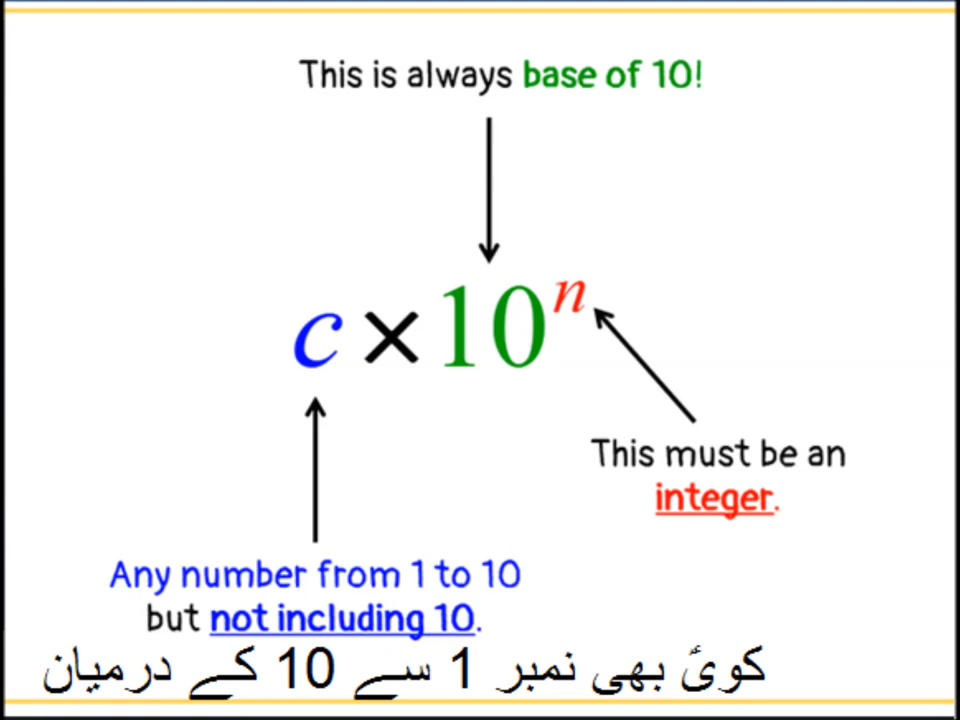 This is always base of 10!
c × 10ⁿ
This must be an
integer.
Any number from 1 to 10
but not including 10.
کوئ بھی نمبر 1 سے 10 کے درمیان